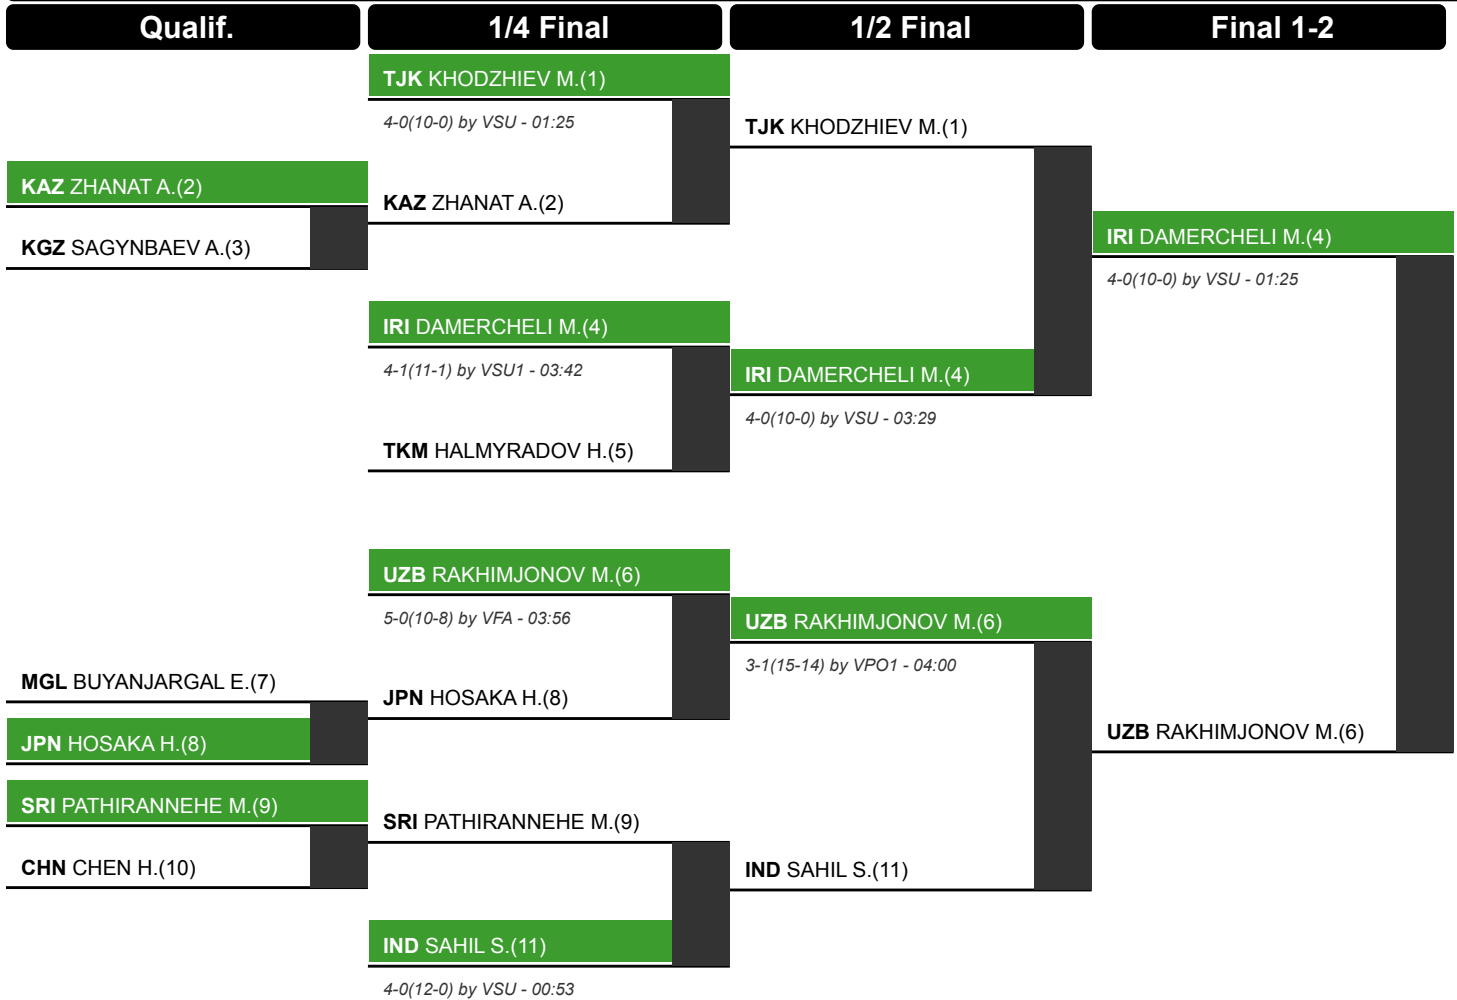 Qualif.
1/4 Final
1/2 Final
Final 1-2
KAZ ZHANAT A.(2)
KGZ SAGYNBAEV A.(3)
MGL BUYANJARGAL E.(7)
JPN HOSAKA H.(8)
SRI PATHIRANNEHE M.(9)
CHN CHEN H.(10)
TJK KHODZHIEV M.(1)
4-0(10-0) by VSU - 01:25
KAZ ZHANAT A.(2)
IRI DAMERCHELI M.(4)
4-1(11-1) by VSU1 - 03:42
TKM HALMYRADOV H.(5)
UZB RAKHIMJONOV M.(6)
5-0(10-8) by VFA - 03:56
JPN HOSAKA H.(8)
SRI PATHIRANNEHE M.(9)
IND SAHIL S.(11)
4-0(12-0) by VSU - 00:53
TJK KHODZHIEV M.(1)
IRI DAMERCHELI M.(4)
4-0(10-0) by VSU - 03:29
UZB RAKHIMJONOV M.(6)
3-1(15-14) by VPO1 - 04:00
IND SAHIL S.(11)
IRI DAMERCHELI M.(4)
4-0(10-0) by VSU - 01:25
UZB RAKHIMJONOV M.(6)